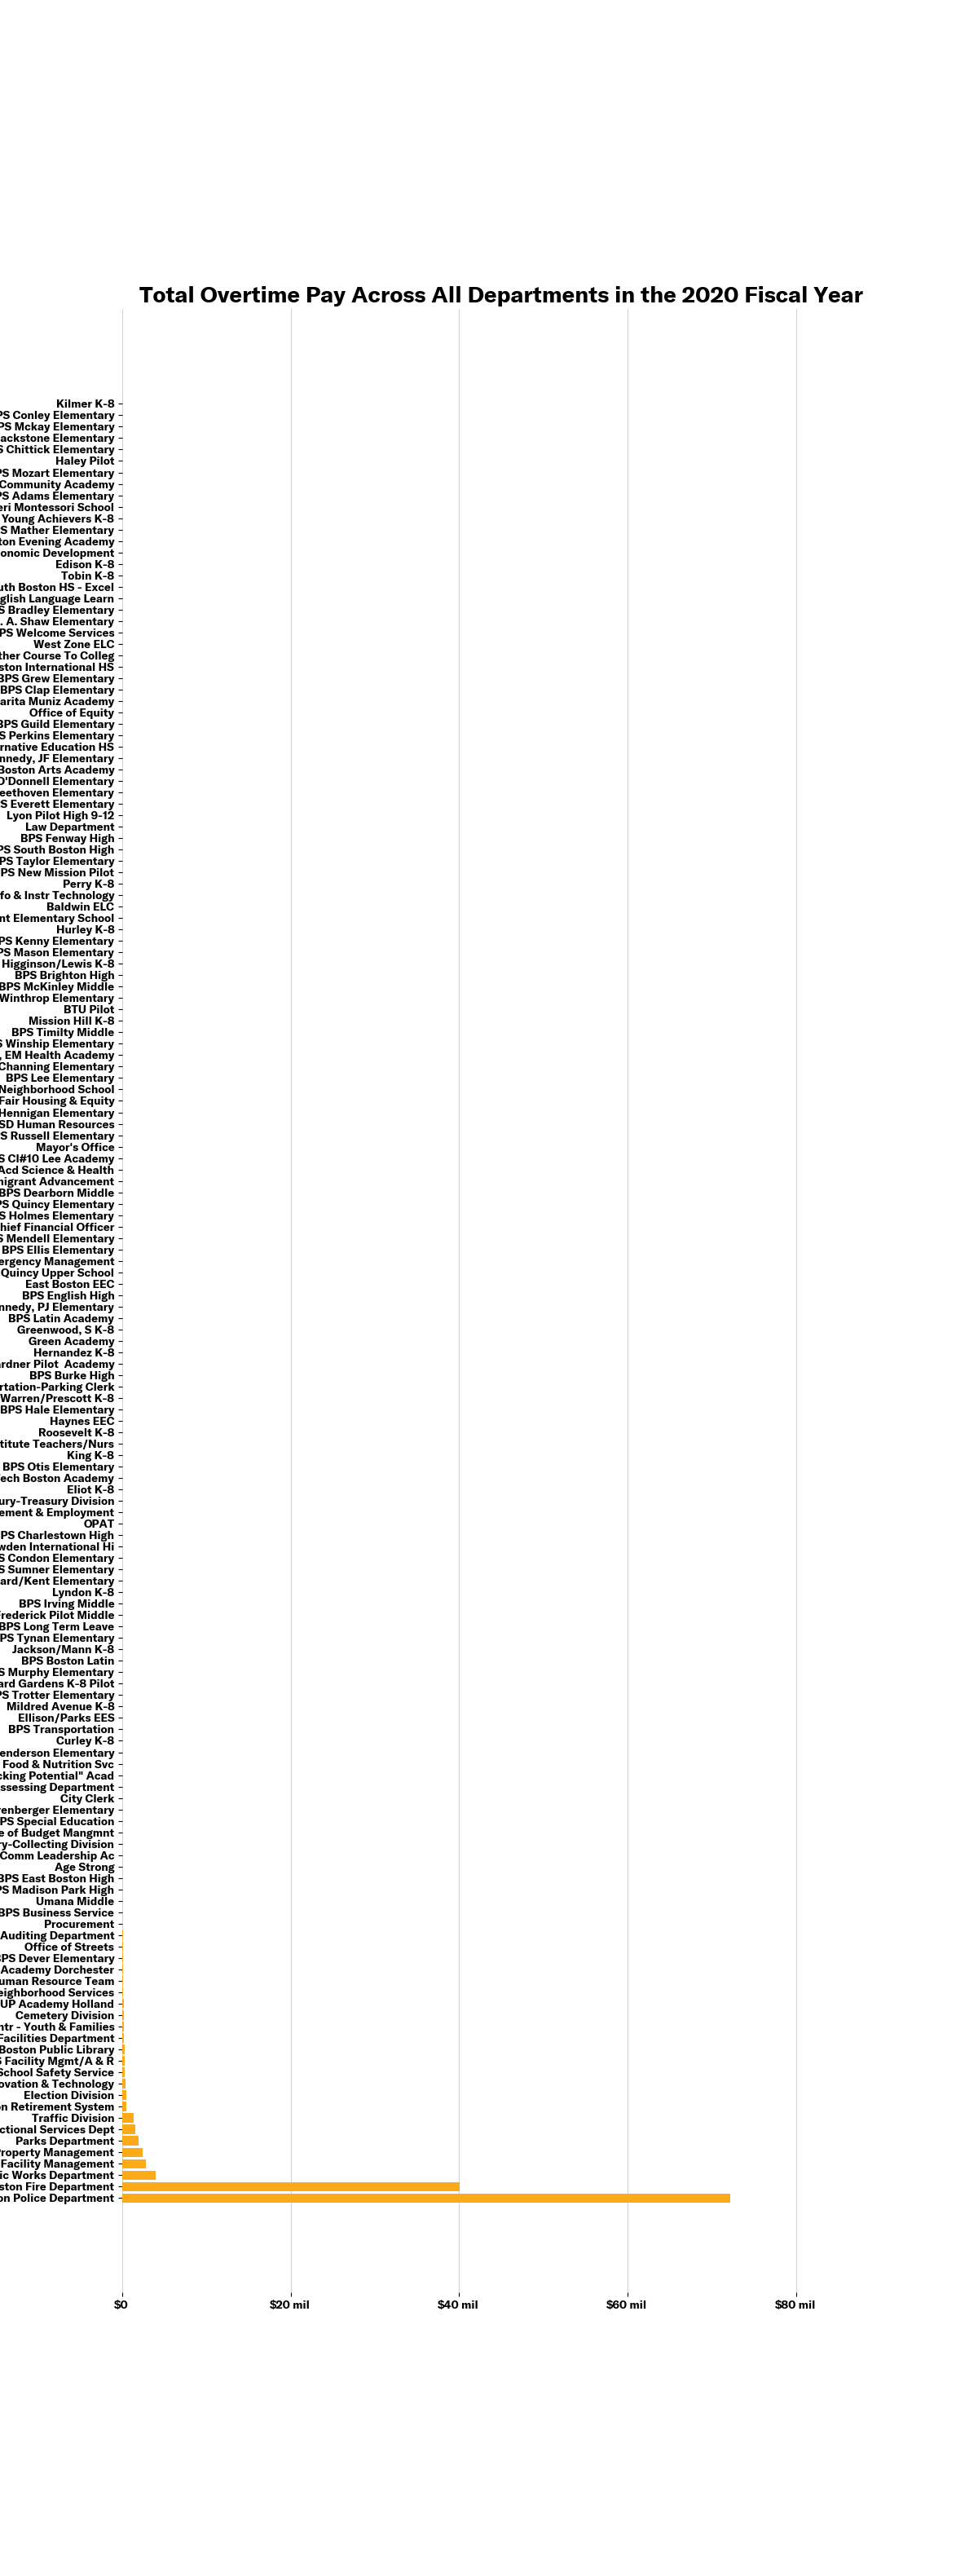 Total Overtime Pay Across All Departments in the 2020 Fiscal Year
Kilmer K-8
PS Conley Elementary
PS Mckay Elementary
ackstone Elementary
S Chittick Elementary
Haley Pilot
PS Mozart Elementary
Community Academy
PS Adams Elementary
eri Montessori School
Young Achievers K-8
PS Mather Elementary
ton Evening Academy
onomic Development
Edison K-8
Tobin K-8
uth Boston HS - Excel
nglish Language Learn
S Bradley Elementary
. A. Shaw Elementary
PS Welcome Services
West Zone ELC
ther Course To Colleg
ston International HS
BPS Grew Elementary
BPS Clap Elementary
arita Muniz Academy
Office of Equity
BPS Guild Elementary
S Perkins Elementary
rnative Education HS
nnedy, JF Elementary
Boston Arts Academy
O'Donnell Elementary
eethoven Elementary
S Everett Elementary
Lyon Pilot High 9-12
Law Department
BPS Fenway High
PS South Boston High
PS Taylor Elementary
PS New Mission Pilot
Perry K-8
fo & Instr Technology
Baldwin ELC
nt Elementary School
Hurley K-8
PS Kenny Elementary
PS Mason Elementary
Higginson/Lewis K-8
BPS Brighton High
BPS McKinley Middle
Winthrop Elementary
BTU Pilot
Mission Hill K-8
BPS Timilty Middle
S Winship Elementary
, EM Health Academy
Channing Elementary
BPS Lee Elementary
Neighborhood School
Fair Housing & Equity
Hennigan Elementary
SD Human Resources
PS Russell Elementary
Mayor's Office
S Cl#10 Lee Academy
Acd Science & Health
migrant Advancement
BPS Dearborn Middle
PS Quincy Elementary
S Holmes Elementary
hief Financial Officer
S Mendell Elementary
BPS Ellis Elementary
ergency Management
Quincy Upper School
East Boston EEC
BPS English High
nnedy, PJ Elementary
BPS Latin Academy
Greenwood, S K-8
Green Academy
Hernandez K-8
ardner Pilot  Academy
BPS Burke High
rtation-Parking Clerk
Warren/Prescott K-8
BPS Hale Elementary
Haynes EEC
Roosevelt K-8
titute Teachers/Nurs
King K-8
BPS Otis Elementary
ech Boston Academy
Eliot K-8
ury-Treasury Division
ement & Employment
OPAT
PS Charlestown High
wden International Hi
S Condon Elementary
S Sumner Elementary
ard/Kent Elementary
Lyndon K-8
BPS Irving Middle
Frederick Pilot Middle
BPS Long Term Leave
PS Tynan Elementary
Jackson/Mann K-8
BPS Boston Latin
S Murphy Elementary
ard Gardens K-8 Pilot
PS Trotter Elementary
Mildred Avenue K-8
Ellison/Parks EES
BPS Transportation
Curley K-8
enderson Elementary
Food & Nutrition Svc
cking Potential" Acad
ssessing Department
City Clerk
renberger Elementary
PS Special Education
e of Budget Mangmnt
ry-Collecting Division
Comm Leadership Ac
Age Strong
BPS East Boston High
PS Madison Park High
Umana Middle
BPS Business Service
Procurement
Auditing Department
Office of Streets
BPS Dever Elementary
Academy Dorchester
uman Resource Team
eighborhood Services
UP Academy Holland
Cemetery Division
ntr - Youth & Families
Facilities Department
Boston Public Library
S Facility Mgmt/A & R
School Safety Service
ovation & Technology
Election Division
on Retirement System
Traffic Division
ctional Services Dept
Parks Department
Property Management
Facility Management
ic Works Department
ston Fire Department
on Police Department
$0 $20 mil $40 mil $60 mil $80 mil